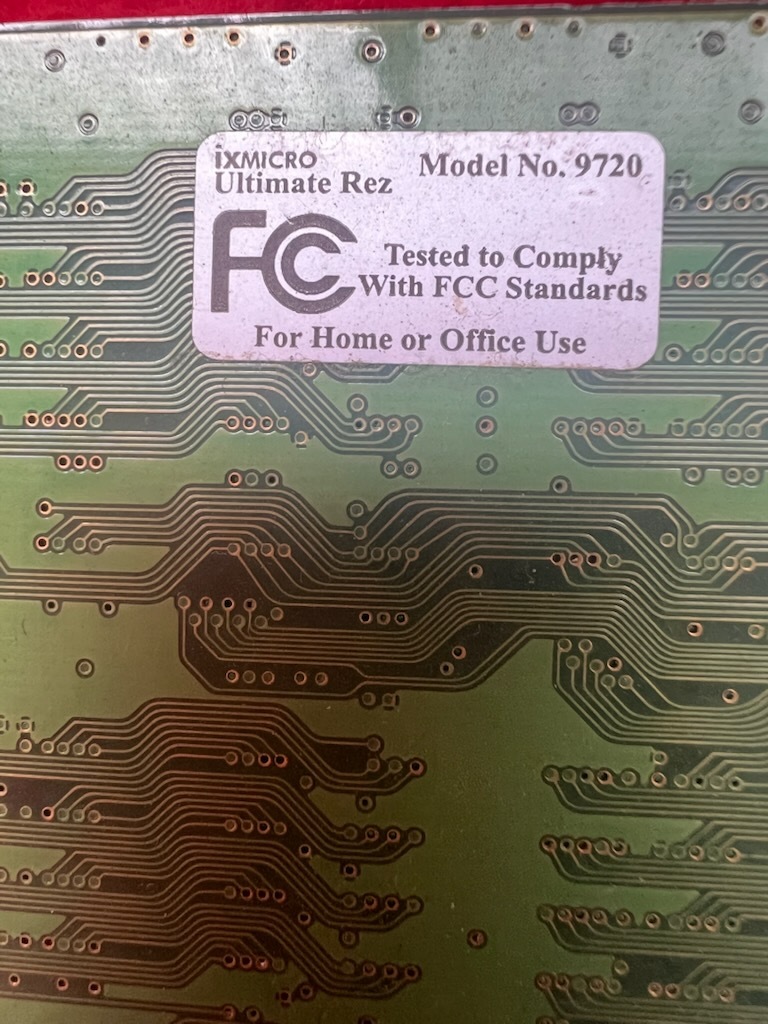 iXMICRO
Ultimate Rez
Model No. 9720
FC
Tested to Comply
With FCC Standards
For Home or Office Use